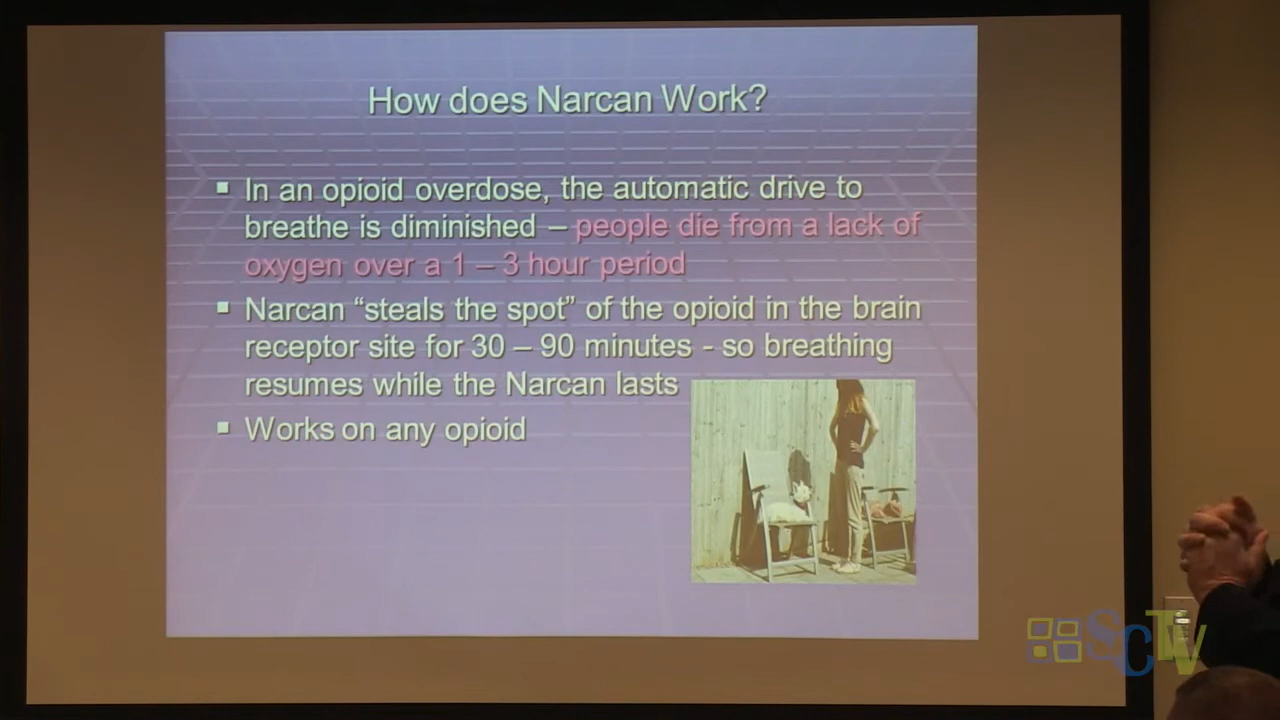 How does Narcan Work?
In an opioid overdose, the automatic drive to
breathe is diminished – people die from a lack of
oxygen over a 1 – 3 hour period
Narcan “steals the spot” of the opioid in the brain
receptor site for 30 – 90 minutes - so breathing
resumes while the Narcan lasts
Works on any opioid
SCTV